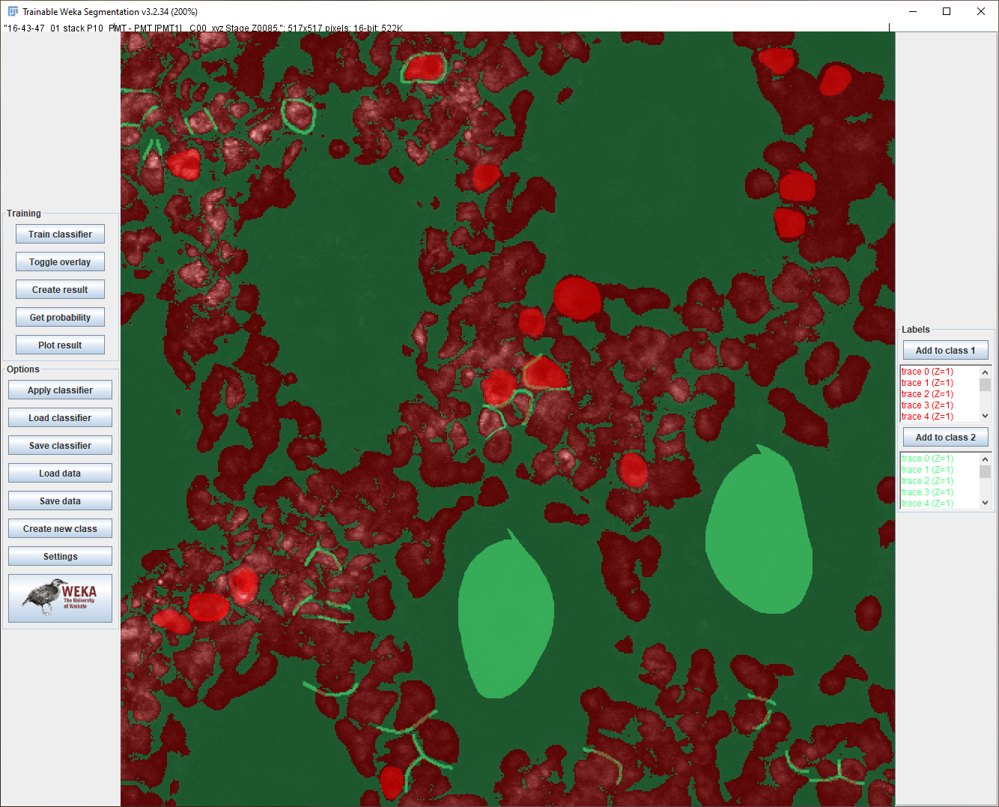 Trainable Weka Segmentation v3.2.34 (200%)
"16-43-47_01 stack P10_PMT - PMT [PMT1] _C00_xyz Stage Z0085.": 517x517 pixels; 16-bit; 522K
Training
Train classifier
Toggle overlay
Create result
Get probability
Plot result
Options
Apply classifier
Load classifier
Save classifier
Load data
Save data
Create new class
Settings
WEKA
The University
of Waikato
Labels
Add to class 1
trace 0 (Z=1)
trace 1 (Z=1)
trace 2 (Z=1)
trace 3 (Z=1)
trace 4 (Z=1)
Add to class 2
trace 0 (Z=1)
trace 1 (Z=1)
trace 2 (Z=1)
trace 3 (Z=1)
trace 4 (Z=1)